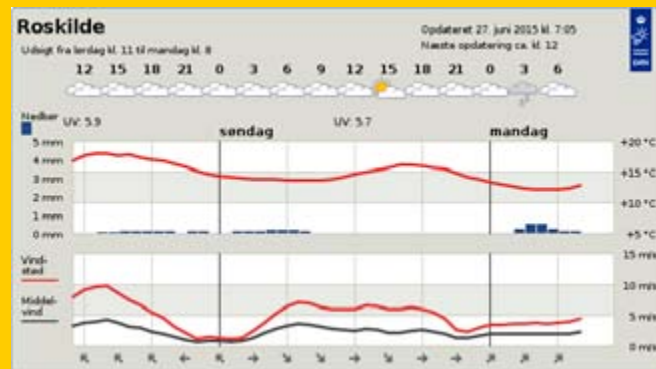 Roskilde
Opdateret 27. juni 2015 kl. 7:05
Udsigt fra lørdag kl. 11 til mandag kl. 8
Næste opdatering ca. kl. 12
DMI
12 15 18 21 0 3 6 9 12 15 18 21 0 3 6
Nedbør
UV: 5.9
UV: 5.7
søndag
mandag
5 mm
4 mm
3 mm
2 mm
1 mm
0 mm
+20 °C
+15 °C
+10 °C
+5 °C
Vind-
stød
Middel-
vind
15 m/s
10 m/s
5 m/s
0 m/s